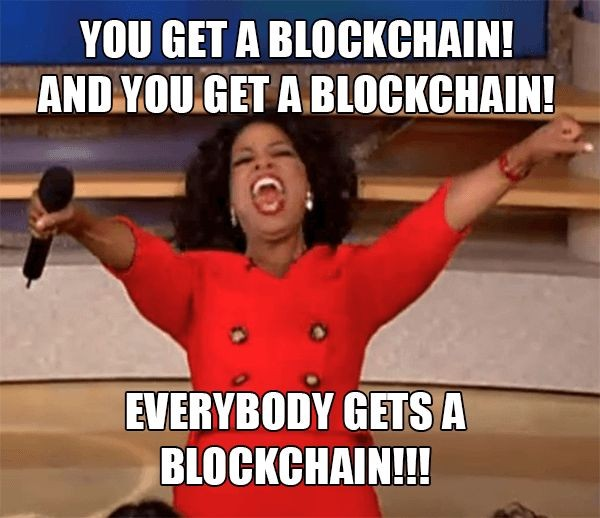 YOU GET A BLOCKCHAIN!
AND YOU GET A BLOCKCHAIN!
EVERYBODY GETS A
BLOCKCHAIN!!!